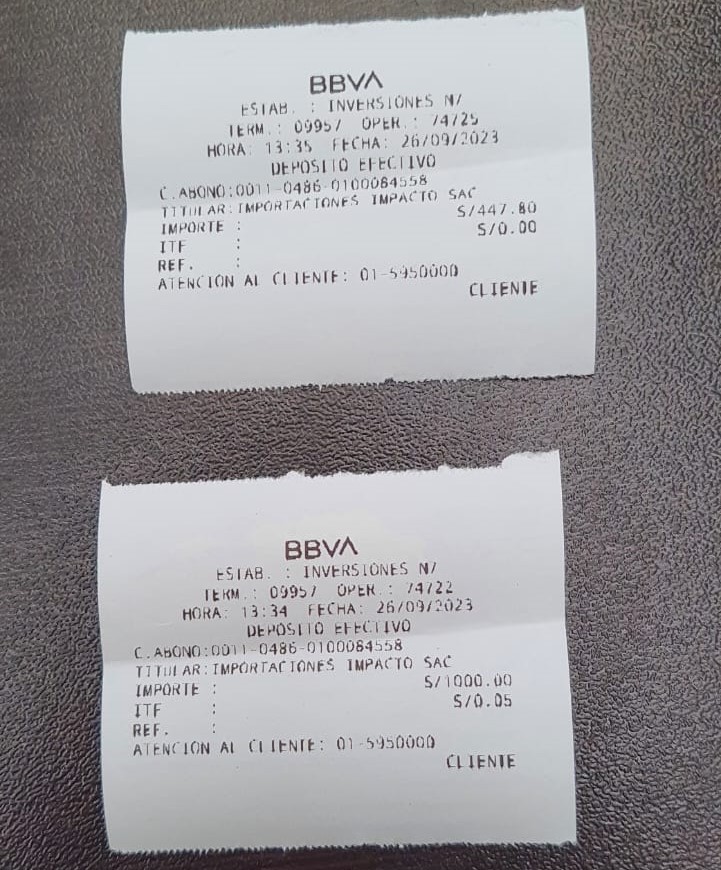 BBVA
ESTAB. : INVERSIONES N7
TERM.: 09957 OPER.: 74725
HORA: 13:35 FECHA: 26/09/2023
DEPOSITO EFECTIVO
C.ABONO:0011-0486-0100084558
TITULAR:IMPORTACIONES IMPACTO SAC
IMPORTE : S/447.80
ITF : S/0.00
REF. :
ATENCION AL CLIENTE: 01-5950000
CLIENTE
BBVA
ESTAB. : INVERSIONES N7
TERM.: 09957 OPER.: 74722
HORA: 13:34 FECHA: 26/09/2023
DEPOSITO EFECTIVO
C.ABONO:0011-0486-0100084558
TITULAR:IMPORTACIONES IMPACTO SAC
IMPORTE : S/1000.00
ITF : S/0.05
REF. :
ATENCION AL CLIENTE: 01-5950000
CLIENTE